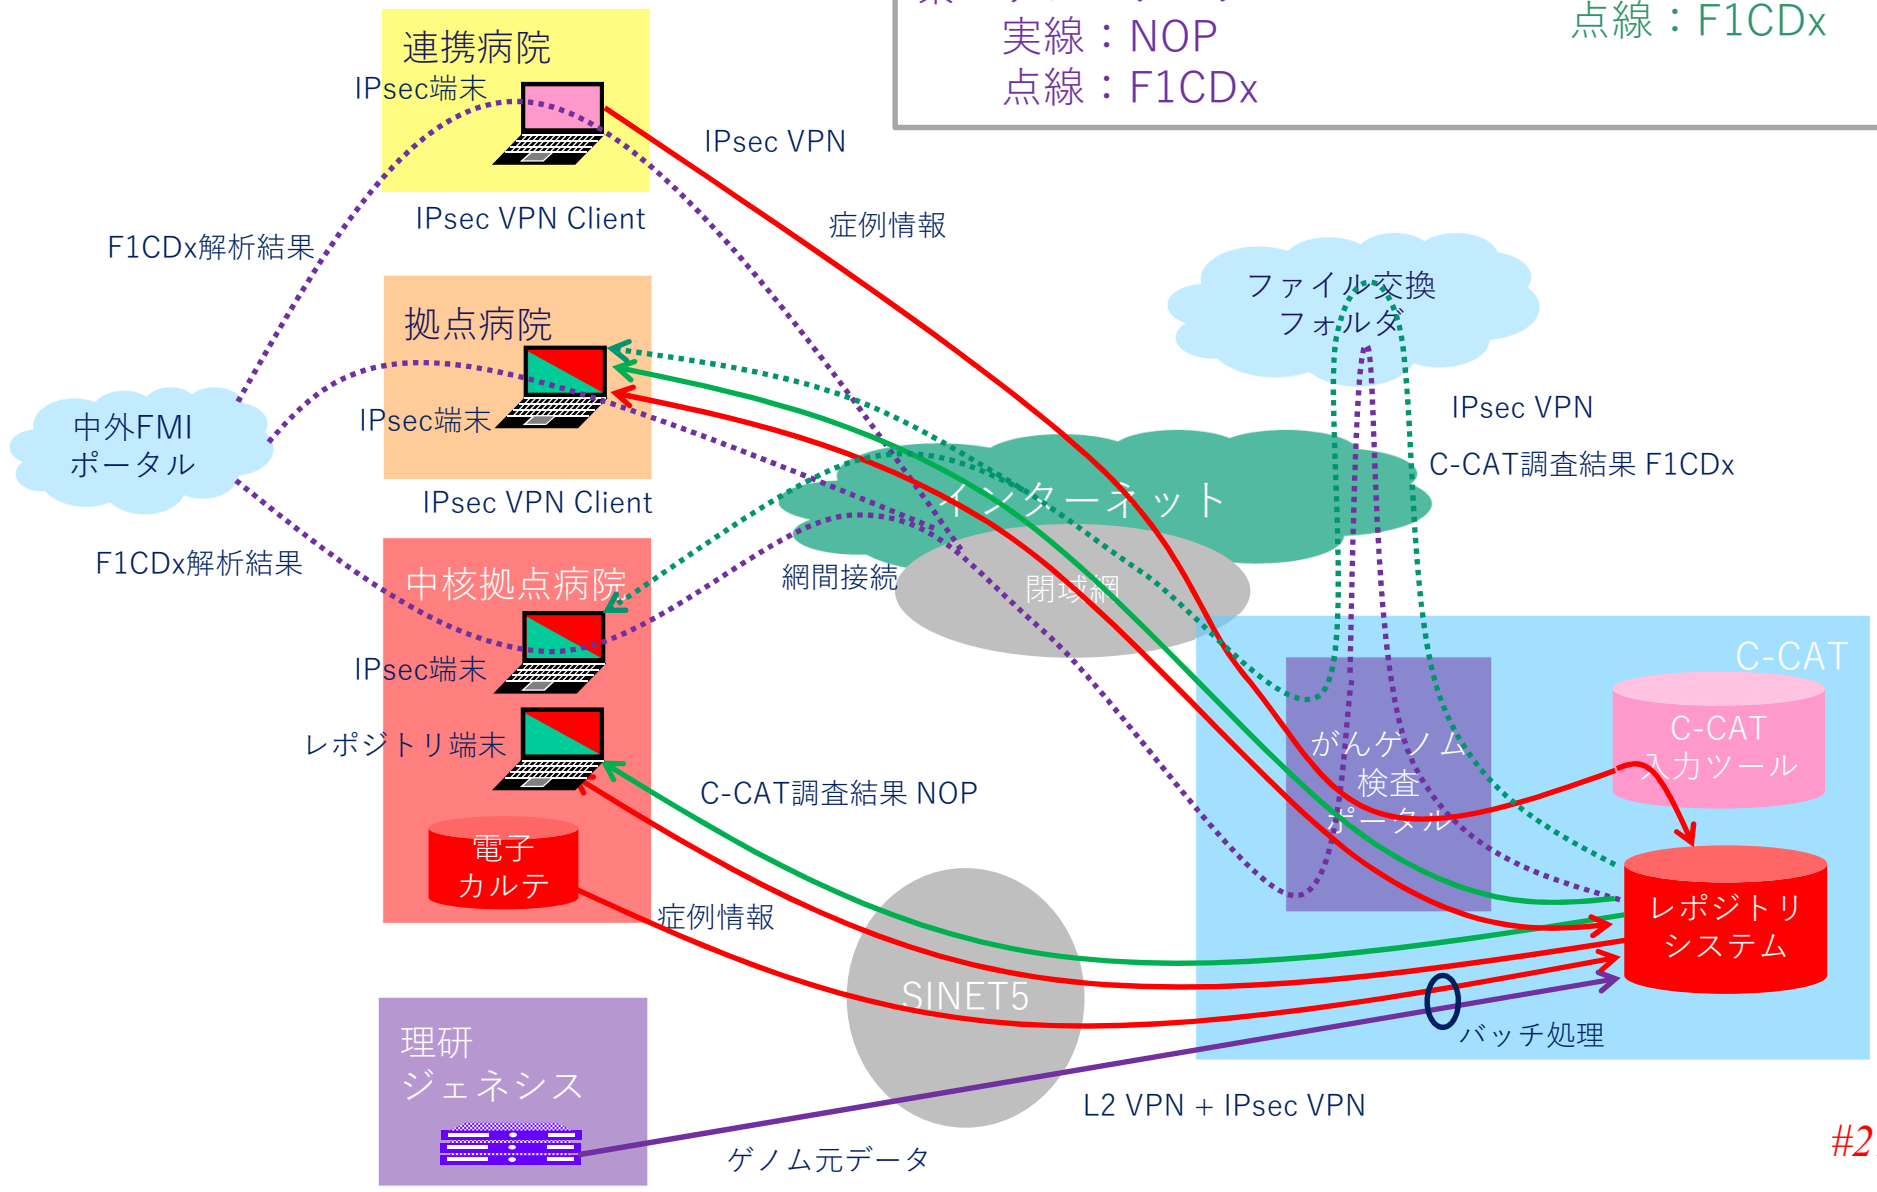 実線：NOP
点線：F1CDx
点線：F1CDx
連携病院
IPsec端末
IPsec VPN
IPsec VPN Client
症例情報
F1CDx解析結果
ファイル交換
フォルダ
拠点病院
IPsec端末
IPsec VPN Client
中外FMI
ポータル
IPsec VPN
C-CAT調査結果 F1CDx
インターネット
閉域網
網間接続
F1CDx解析結果
中核拠点病院
IPsec端末
レポジトリ端末
C-CAT調査結果 NOP
電子
カルテ
症例情報
C-CAT
がんゲノム
検査
ポータル
C-CAT
入力ツール
レポジトリ
システム
SINET5
バッチ処理
理研
ジェネシス
L2 VPN + IPsec VPN
ゲノム元データ
#2